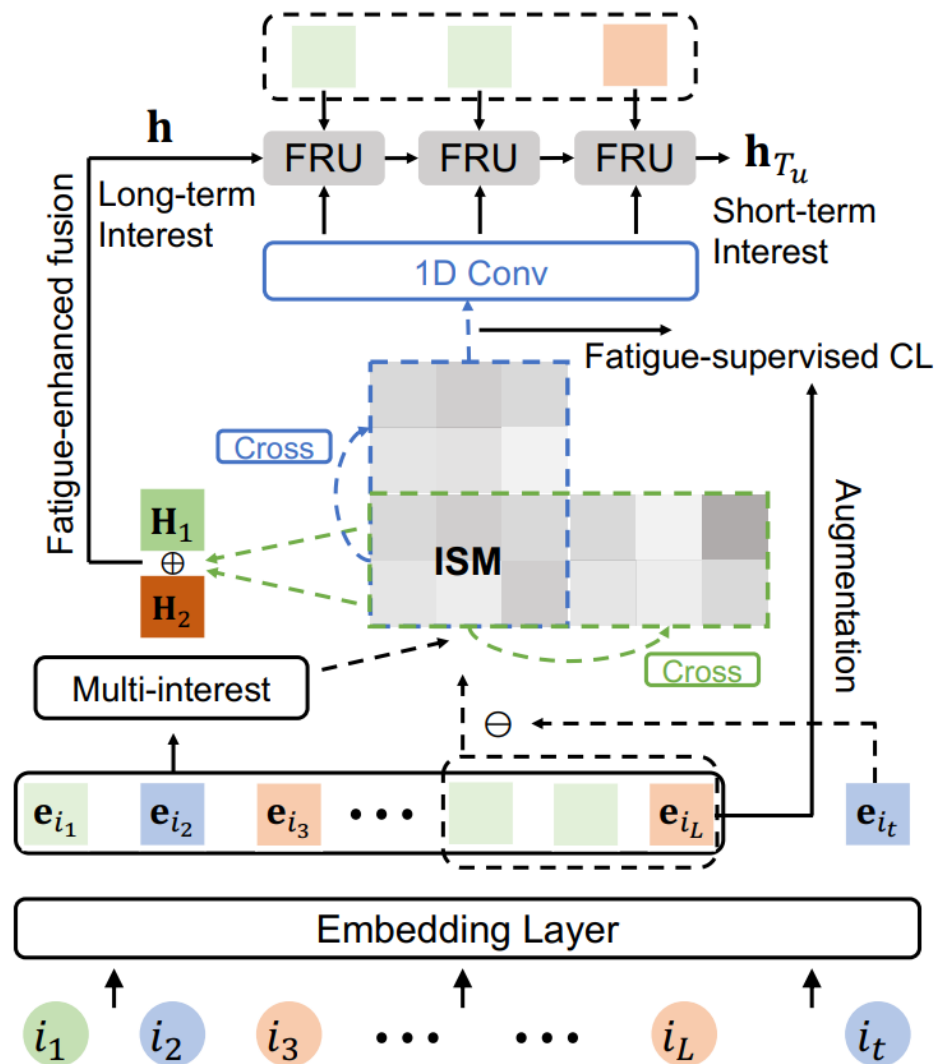 h
FRU FRU FRU
h_{T_u}
Long-term
Interest
Short-term
Interest
Fatigue-enhanced fusion
1D Conv
Fatigue-supervised CL
Cross
Augmentation
H_1
⊕
H_2
ISM
Multi-interest
Cross
⊖
e_{i_1} e_{i_2} e_{i_3} • • • e_{i_L} e_{i_t}
Embedding Layer
i_1 i_2 i_3 • • • • • • i_L i_t